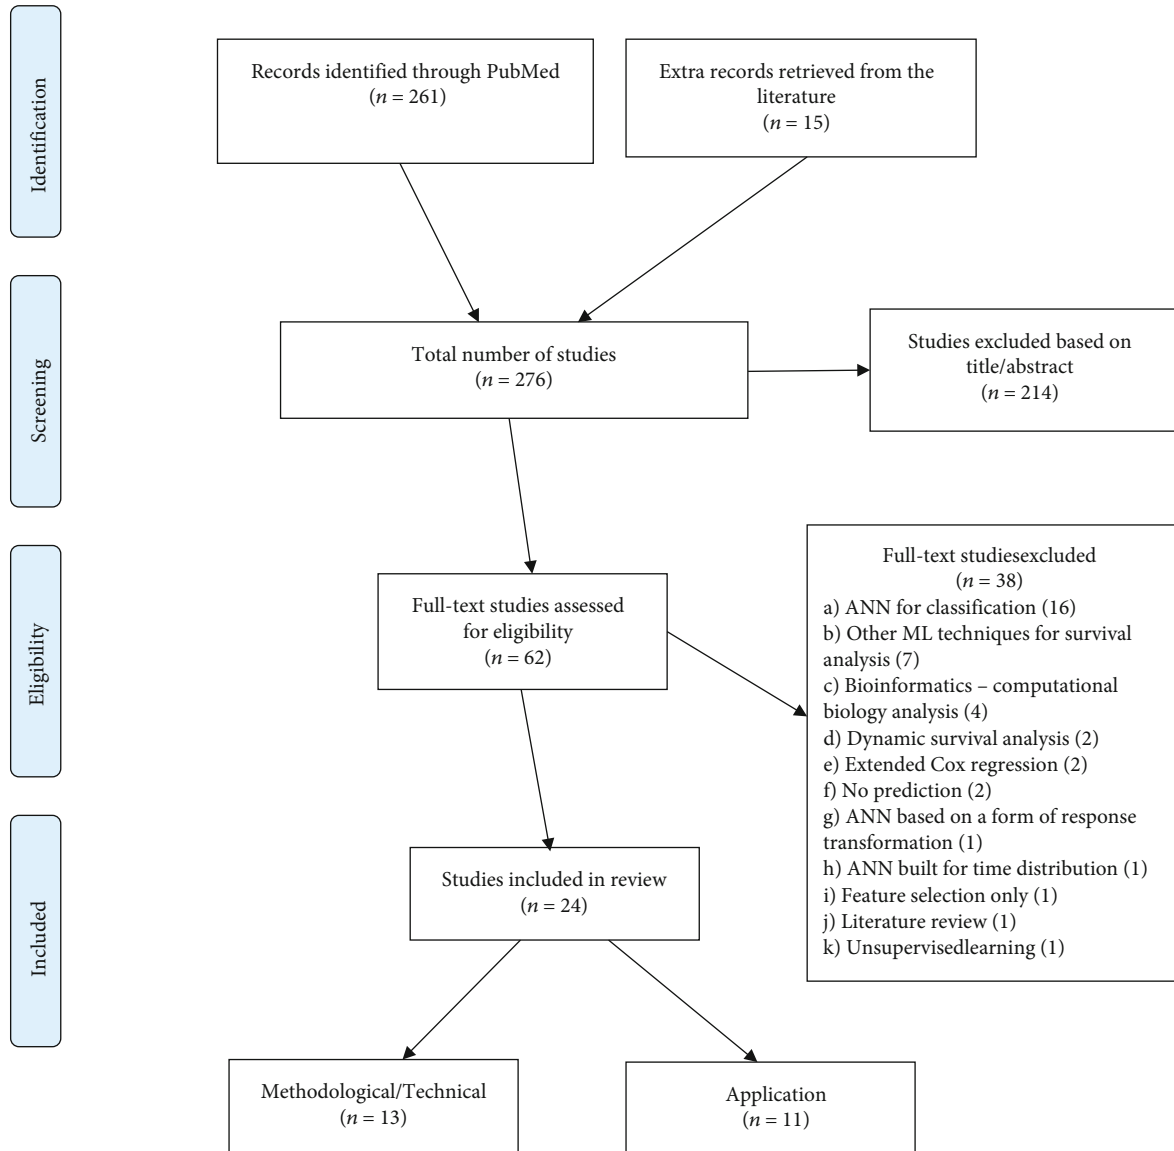 Identification
Records identified through PubMed
(n = 261)
Extra records retrieved from the
literature
(n = 15)
Screening
Total number of studies
(n = 276)
Studies excluded based on
title/abstract
(n = 214)
Eligibility
Full-text studies assessed
for eligibility
(n = 62)
Full-text studiesexcluded
(n = 38)
a) ANN for classification (16)
b) Other ML techniques for survival
analysis (7)
c) Bioinformatics – computational
biology analysis (4)
d) Dynamic survival analysis (2)
e) Extended Cox regression (2)
f) No prediction (2)
g) ANN based on a form of response
transformation (1)
h) ANN built for time distribution (1)
i) Feature selection only (1)
j) Literature review (1)
k) Unsupervisedlearning (1)
Included
Studies included in review
(n = 24)
Methodological/Technical
(n = 13)
Application
(n = 11)